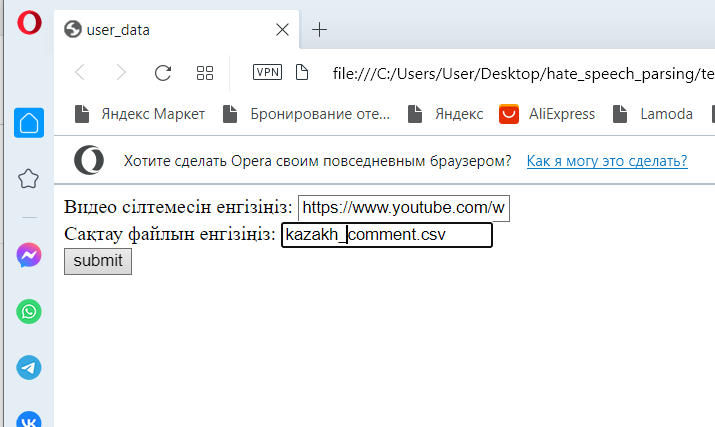 user_data
VPN file:///C:/Users/User/Desktop/hate_speech_parsing/te
Яндекс Маркет Бронирование оте... Яндекс AliExpress Lamoda
Хотите сделать Opera своим повседневным браузером? Как я могу это сделать?
Видео сілтемесін енгізіңіз: https://www.youtube.com/w
Сақтау файлын енгізіңіз: kazakh_comment.csv
submit